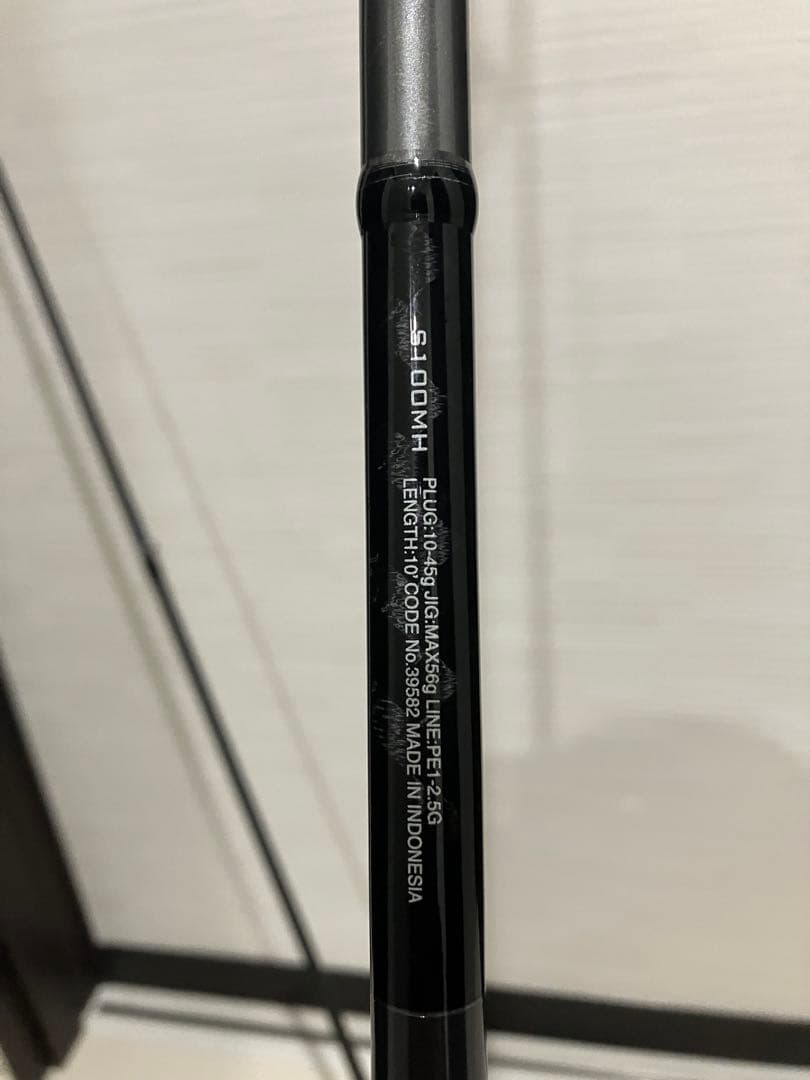 S100MH
PLUG:10-45g JIG:MAX56g LINE:PE1-2.5G
LENGTH:10' CODE No.39582 MADE IN INDONESIA